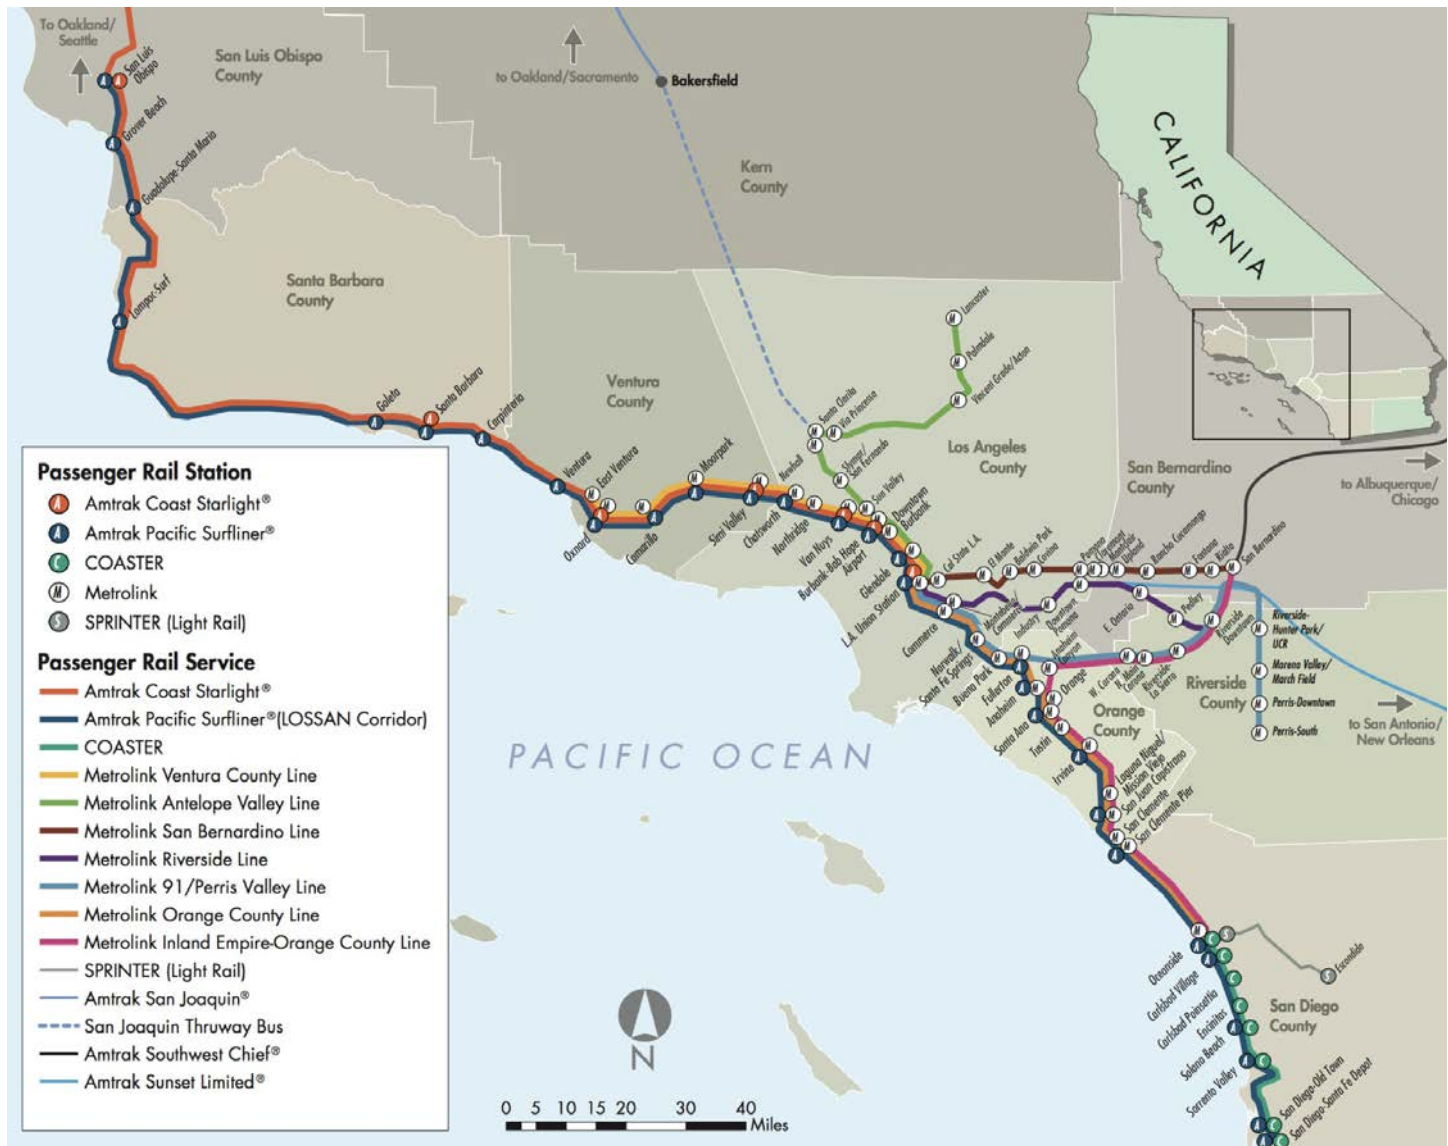 To Oakland/
Seattle
San Luis
Obispo
San Luis Obispo
County
to Oakland/Sacramento
Bakersfield
Kern
County
CALIFORNIA
Grover Beach
Guadalupe-Santa Maria
Lompoc-Surf
Santa Barbara
County
Goleta
Santa Barbara
Carpinteria
Ventura
County
Ventura
East Ventura
Oxnard
Camarillo
Moorpark
Simi Valley
Chatsworth
Northridge
Van Nuys
Burbank-Bob Hope
Airport
Glendale
L.A. Union Station
Newhall
Santa Clarita
Via Princessa
Sylmar/
San Fernando
Sun Valley
Downtown
Burbank
Lancaster
Palmdale
Vincent Grade/Acton
Los Angeles
County
San Bernardino
County
to Albuquerque/
Chicago
Cal State L.A.
El Monte
Baldwin Park
Covina
Pomona
Claremont
Montclair
Upland
Rancho Cucamonga
Fontana
Rialto
San Bernardino
Commerce
Montebello/
Commerce
Industry
Downtown
Pomona
E. Ontario
Pedley
Riverside
Downtown
Riverside-
Hunter Park/
UCR
Moreno Valley/
March Field
Perris-Downtown
Perris-South
Norwalk/
Santa Fe Springs
Buena Park
Fullerton
Anaheim
Anaheim
Canyon
Orange
W. Corona
N. Main
Corona
Riverside-
La Sierra
Riverside
County
Orange
County
to San Antonio/
New Orleans
Santa Ana
Tustin
Irvine
Laguna Niguel/
Mission Viejo
San Juan Capistrano
San Clemente
San Clemente Pier
PACIFIC OCEAN
Oceanside
Carlsbad Village
Carlsbad Poinsettia
Encinitas
Solana Beach
Sorrento Valley
San Diego-Old Town
San Diego-Santa Fe Depot
Escondido
San Diego
County
Passenger Rail Station
A Amtrak Coast Starlight®
A Amtrak Pacific Surfliner®
C COASTER
M Metrolink
S SPRINTER (Light Rail)
Passenger Rail Service
Amtrak Coast Starlight®
Amtrak Pacific Surfliner®(LOSSAN Corridor)
COASTER
Metrolink Ventura County Line
Metrolink Antelope Valley Line
Metrolink San Bernardino Line
Metrolink Riverside Line
Metrolink 91/Perris Valley Line
Metrolink Orange County Line
Metrolink Inland Empire-Orange County Line
SPRINTER (Light Rail)
Amtrak San Joaquin®
San Joaquin Thruway Bus
Amtrak Southwest Chief®
Amtrak Sunset Limited®
N
0 5 10 15 20 30 40
Miles